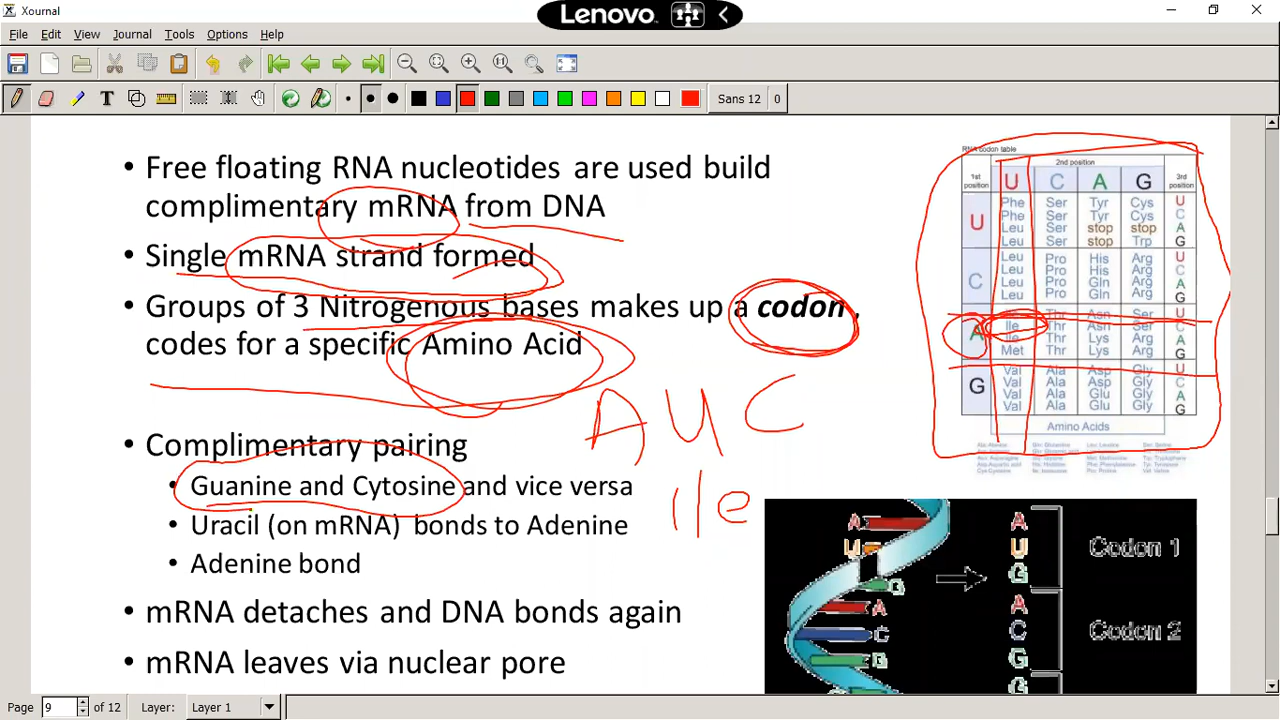 Xournal
Lenovo
File Edit View Journal Tools Options Help
Sans 12 0
• Free floating RNA nucleotides are used build
complimentary mRNA from DNA
• Single mRNA strand formed
• Groups of 3 Nitrogenous bases makes up a codon ,
codes for a specific Amino Acid
AUC
Ile
• Complimentary pairing
• Guanine and Cytosine and vice versa
• Uracil (on mRNA) bonds to Adenine
• Adenine bond
• mRNA detaches and DNA bonds again
• mRNA leaves via nuclear pore
RNA codon table
1st position 2nd position 3rd position
U C A G
U Phe Ser Tyr Cys U
Phe Ser Tyr Cys C
Leu Ser stop stop A
Leu Ser stop Trp G
C Leu Pro His Arg U
Leu Pro His Arg C
Leu Pro Gln Arg A
Leu Pro Gln Arg G
A Ile Thr Asn Ser U
Ile Thr Asn Ser C
Ile Thr Lys Arg A
Met Thr Lys Arg G
G Val Ala Asp Gly U
Val Ala Asp Gly C
Val Ala Glu Gly A
Val Ala Glu Gly G
Amino Acids
A A
U U Codon 1
G G
A A
C C Codon 2
G G
G
Page 9 of 12 Layer: Layer 1